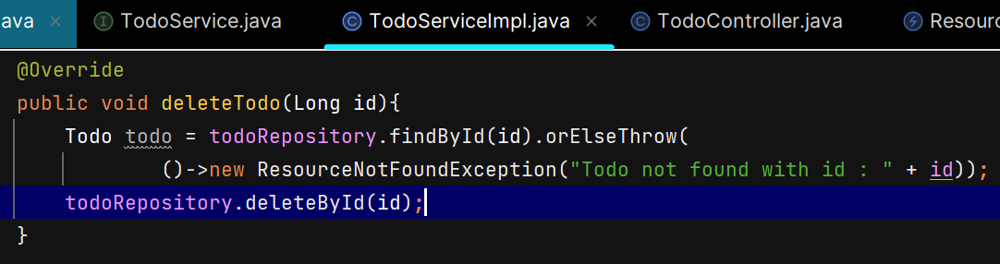 ava TodoService.java TodoServiceImpl.java TodoController.java Resour
@Override
public void deleteTodo(Long id){
Todo todo = todoRepository.findById(id).orElseThrow(
()->new ResourceNotFoundException("Todo not found with id : " + id));
todoRepository.deleteById(id);
}